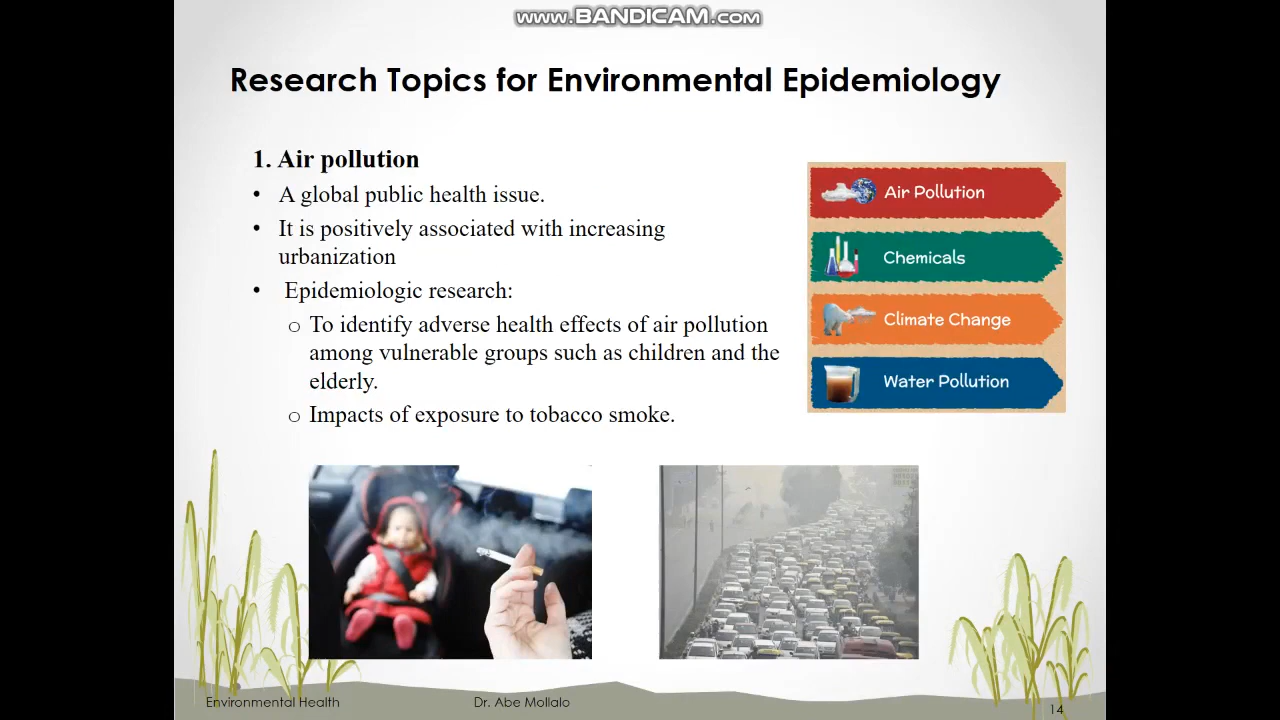 www.BANDICAM.com
Research Topics for Environmental Epidemiology
1. Air pollution
• A global public health issue.
• It is positively associated with increasing
urbanization
• Epidemiologic research:
o To identify adverse health effects of air pollution
among vulnerable groups such as children and the
elderly.
o Impacts of exposure to tobacco smoke.
Air Pollution
Chemicals
Climate Change
Water Pollution
Environmental Health
Dr. Abe Mollalo
14